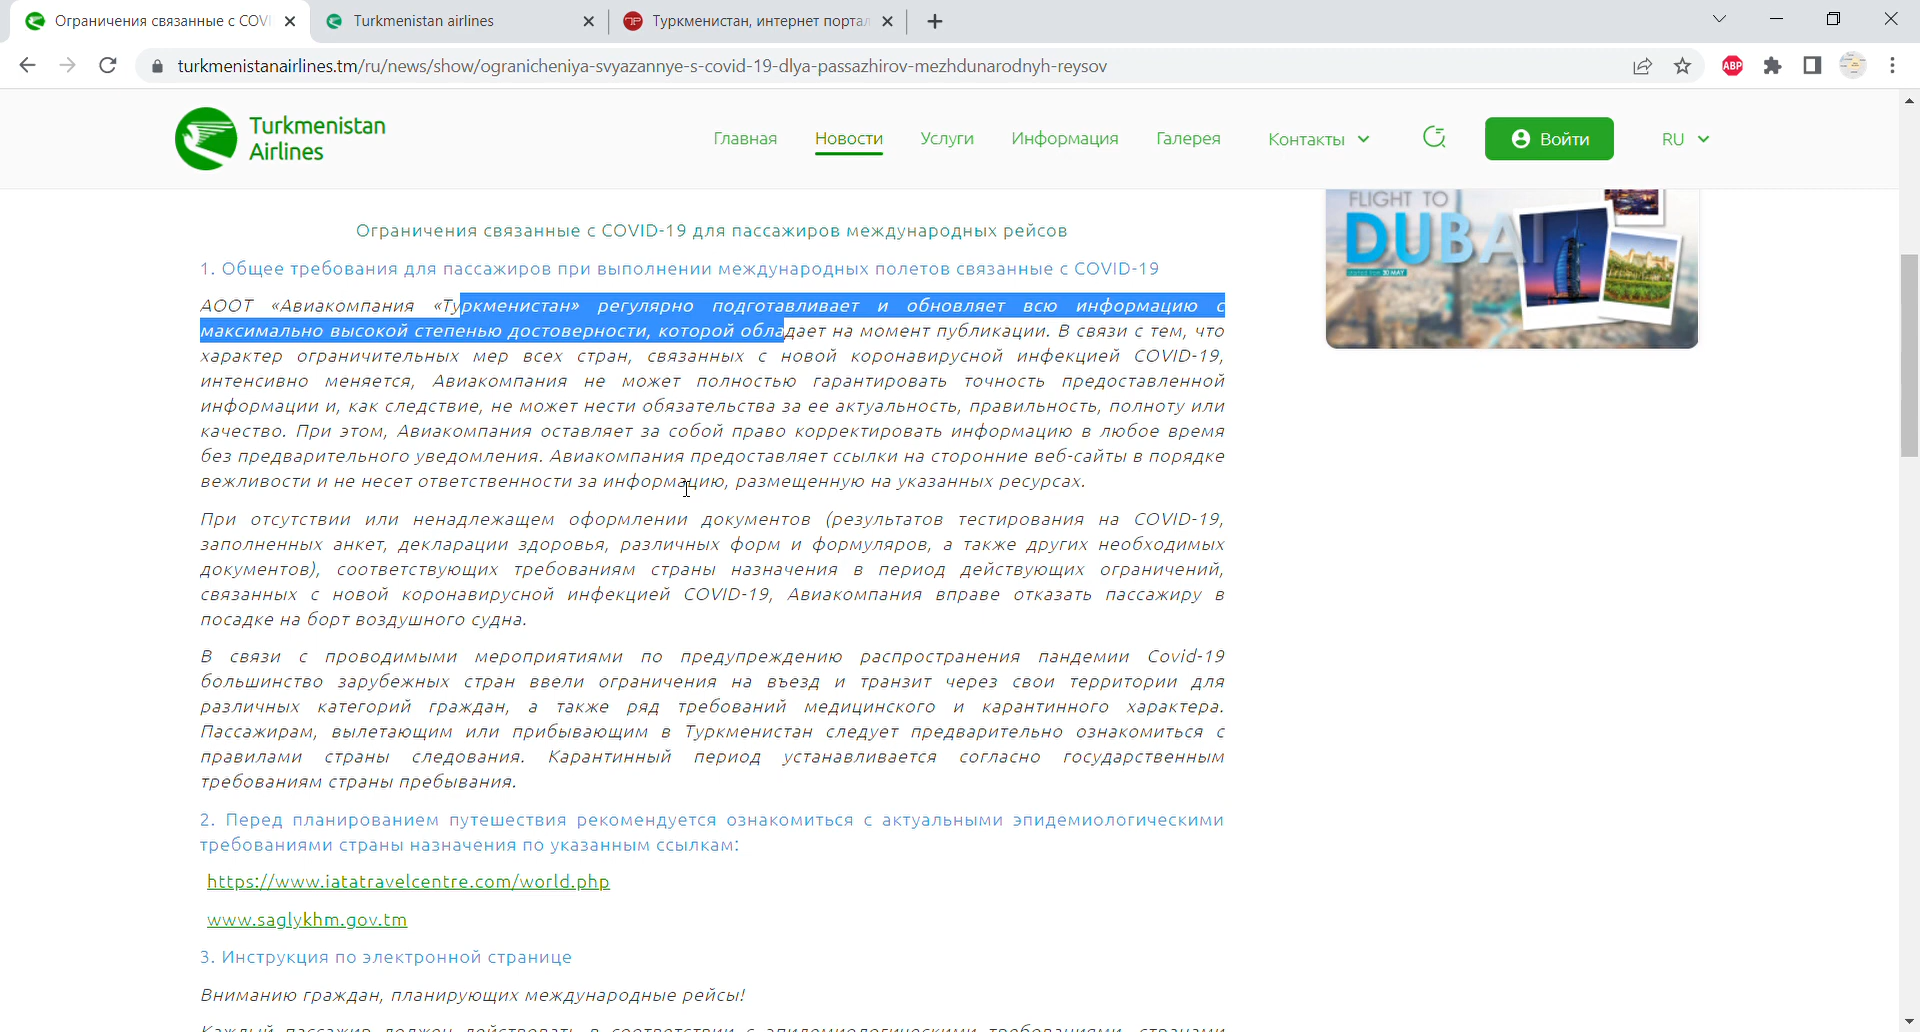 Ограничения связанные с COV
Turkmenistan airlines
Туркменистан, интернет портал
turkmenistanairlines.tm/ru/news/show/ogranicheniya-svyazannye-s-covid-19-dlya-passazhirov-mezhdunarodnyh-reysov
ABP
Turkmenistan
Airlines
Главная
Новости
Услуги
Информация
Галерея
Контакты
Войти
RU
FLIGHT TO
DUBAI
Ограничения связанные с COVID-19 для пассажиров международных рейсов
1. Общее требования для пассажиров при выполнении международных полетов связанные с COVID-19
АООТ «Авиакомпания «Туркменистан» регулярно подготавливает и обновляет всю информацию с
максимально высокой степенью достоверности, которой обладает на момент публикации. В связи с тем, что
характер ограничительных мер всех стран, связанных с новой коронавирусной инфекцией COVID-19,
интенсивно меняется, Авиакомпания не может полностью гарантировать точность предоставленной
информации и, как следствие, не может нести обязательства за ее актуальность, правильность, полноту или
качество. При этом, Авиакомпания оставляет за собой право корректировать информацию в любое время
без предварительного уведомления. Авиакомпания предоставляет ссылки на сторонние веб-сайты в порядке
вежливости и не несет ответственности за информацию, размещенную на указанных ресурсах.
При отсутствии или ненадлежащем оформлении документов (результатов тестирования на COVID-19,
заполненных анкет, декларации здоровья, различных форм и формуляров, а также других необходимых
документов), соответствующих требованиям страны назначения в период действующих ограничений,
связанных с новой коронавирусной инфекцией COVID-19, Авиакомпания вправе отказать пассажиру в
посадке на борт воздушного судна.
В связи с проводимыми мероприятиями по предупреждению распространения пандемии Covid-19
большинство зарубежных стран ввели ограничения на въезд и транзит через свои территории для
различных категорий граждан, а также ряд требований медицинского и карантинного характера.
Пассажирам, вылетающим или прибывающим в Туркменистан следует предварительно ознакомиться с
правилами страны следования. Карантинный период устанавливается согласно государственным
требованиям страны пребывания.
2. Перед планированием путешествия рекомендуется ознакомиться с актуальными эпидемиологическими
требованиями страны назначения по указанным ссылкам:
https://www.iatatravelcentre.com/world.php
www.saglykhm.gov.tm
3. Инструкция по электронной странице
Вниманию граждан, планирующих международные рейсы!
Каждый пассажир должен действовать в соответствии с эпидемиологическими требованиями, странами